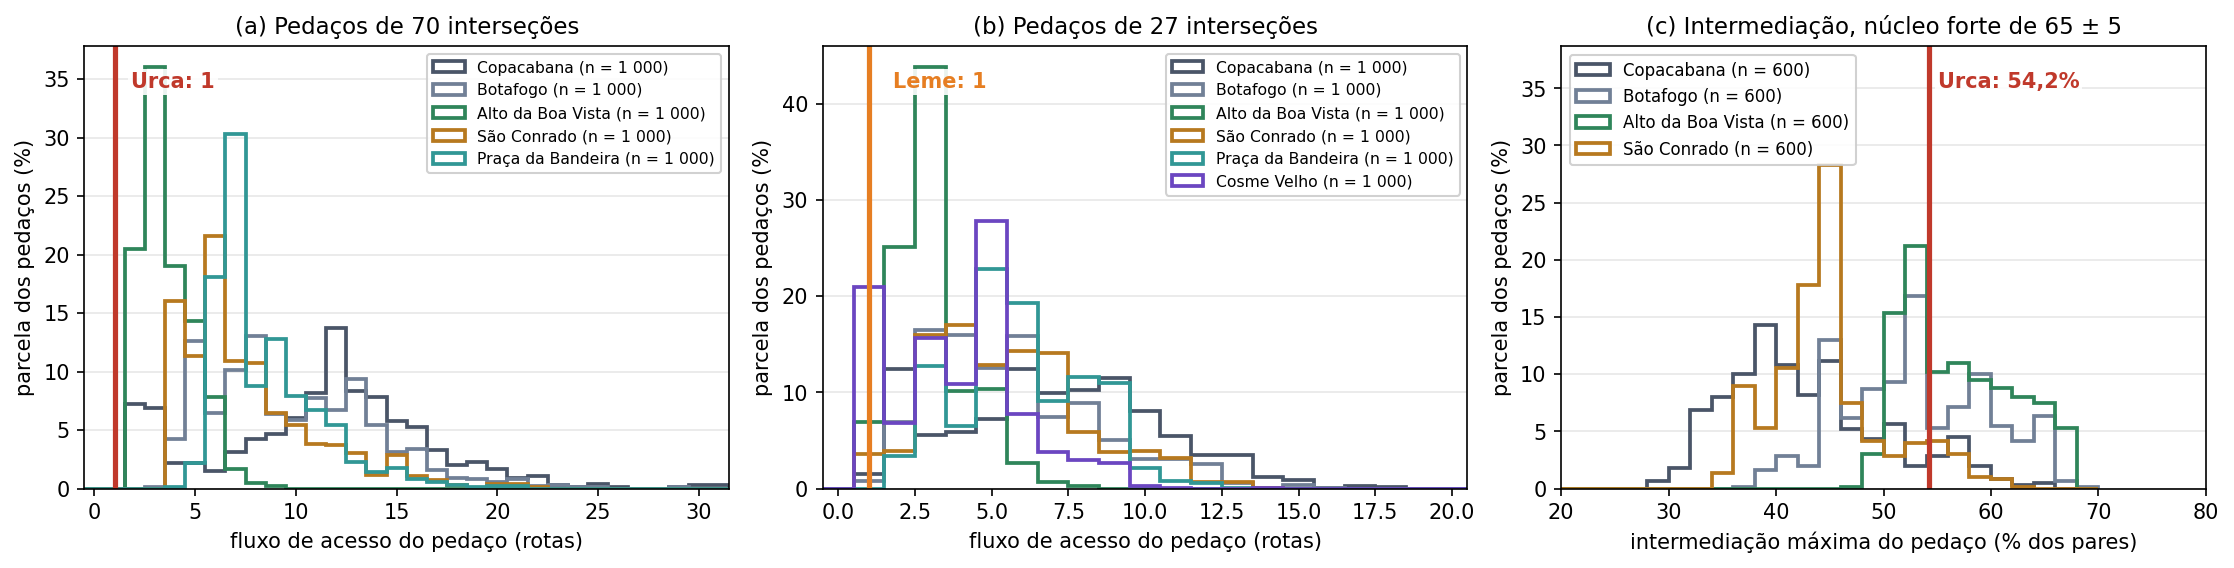 (a) Pedaços de 70 interseções
parcela dos pedaços (%)
35
30
25
20
15
10
5
0
Urca: 1
Copacabana (n = 1 000)
Botafogo (n = 1 000)
Alto da Boa Vista (n = 1 000)
São Conrado (n = 1 000)
Praça da Bandeira (n = 1 000)
0
5
10
15
20
25
30
fluxo de acesso do pedaço (rotas)
(b) Pedaços de 27 interseções
parcela dos pedaços (%)
40
30
20
10
0
Leme: 1
Copacabana (n = 1 000)
Botafogo (n = 1 000)
Alto da Boa Vista (n = 1 000)
São Conrado (n = 1 000)
Praça da Bandeira (n = 1 000)
Cosme Velho (n = 1 000)
0.0
2.5
5.0
7.5
10.0
12.5
15.0
17.5
20.0
fluxo de acesso do pedaço (rotas)
(c) Intermediação, núcleo forte de 65 ± 5
parcela dos pedaços (%)
35
30
25
20
15
10
5
0
Copacabana (n = 600)
Botafogo (n = 600)
Alto da Boa Vista (n = 600)
São Conrado (n = 600)
Urca: 54,2%
20
30
40
50
60
70
80
intermediação máxima do pedaço (% dos pares)